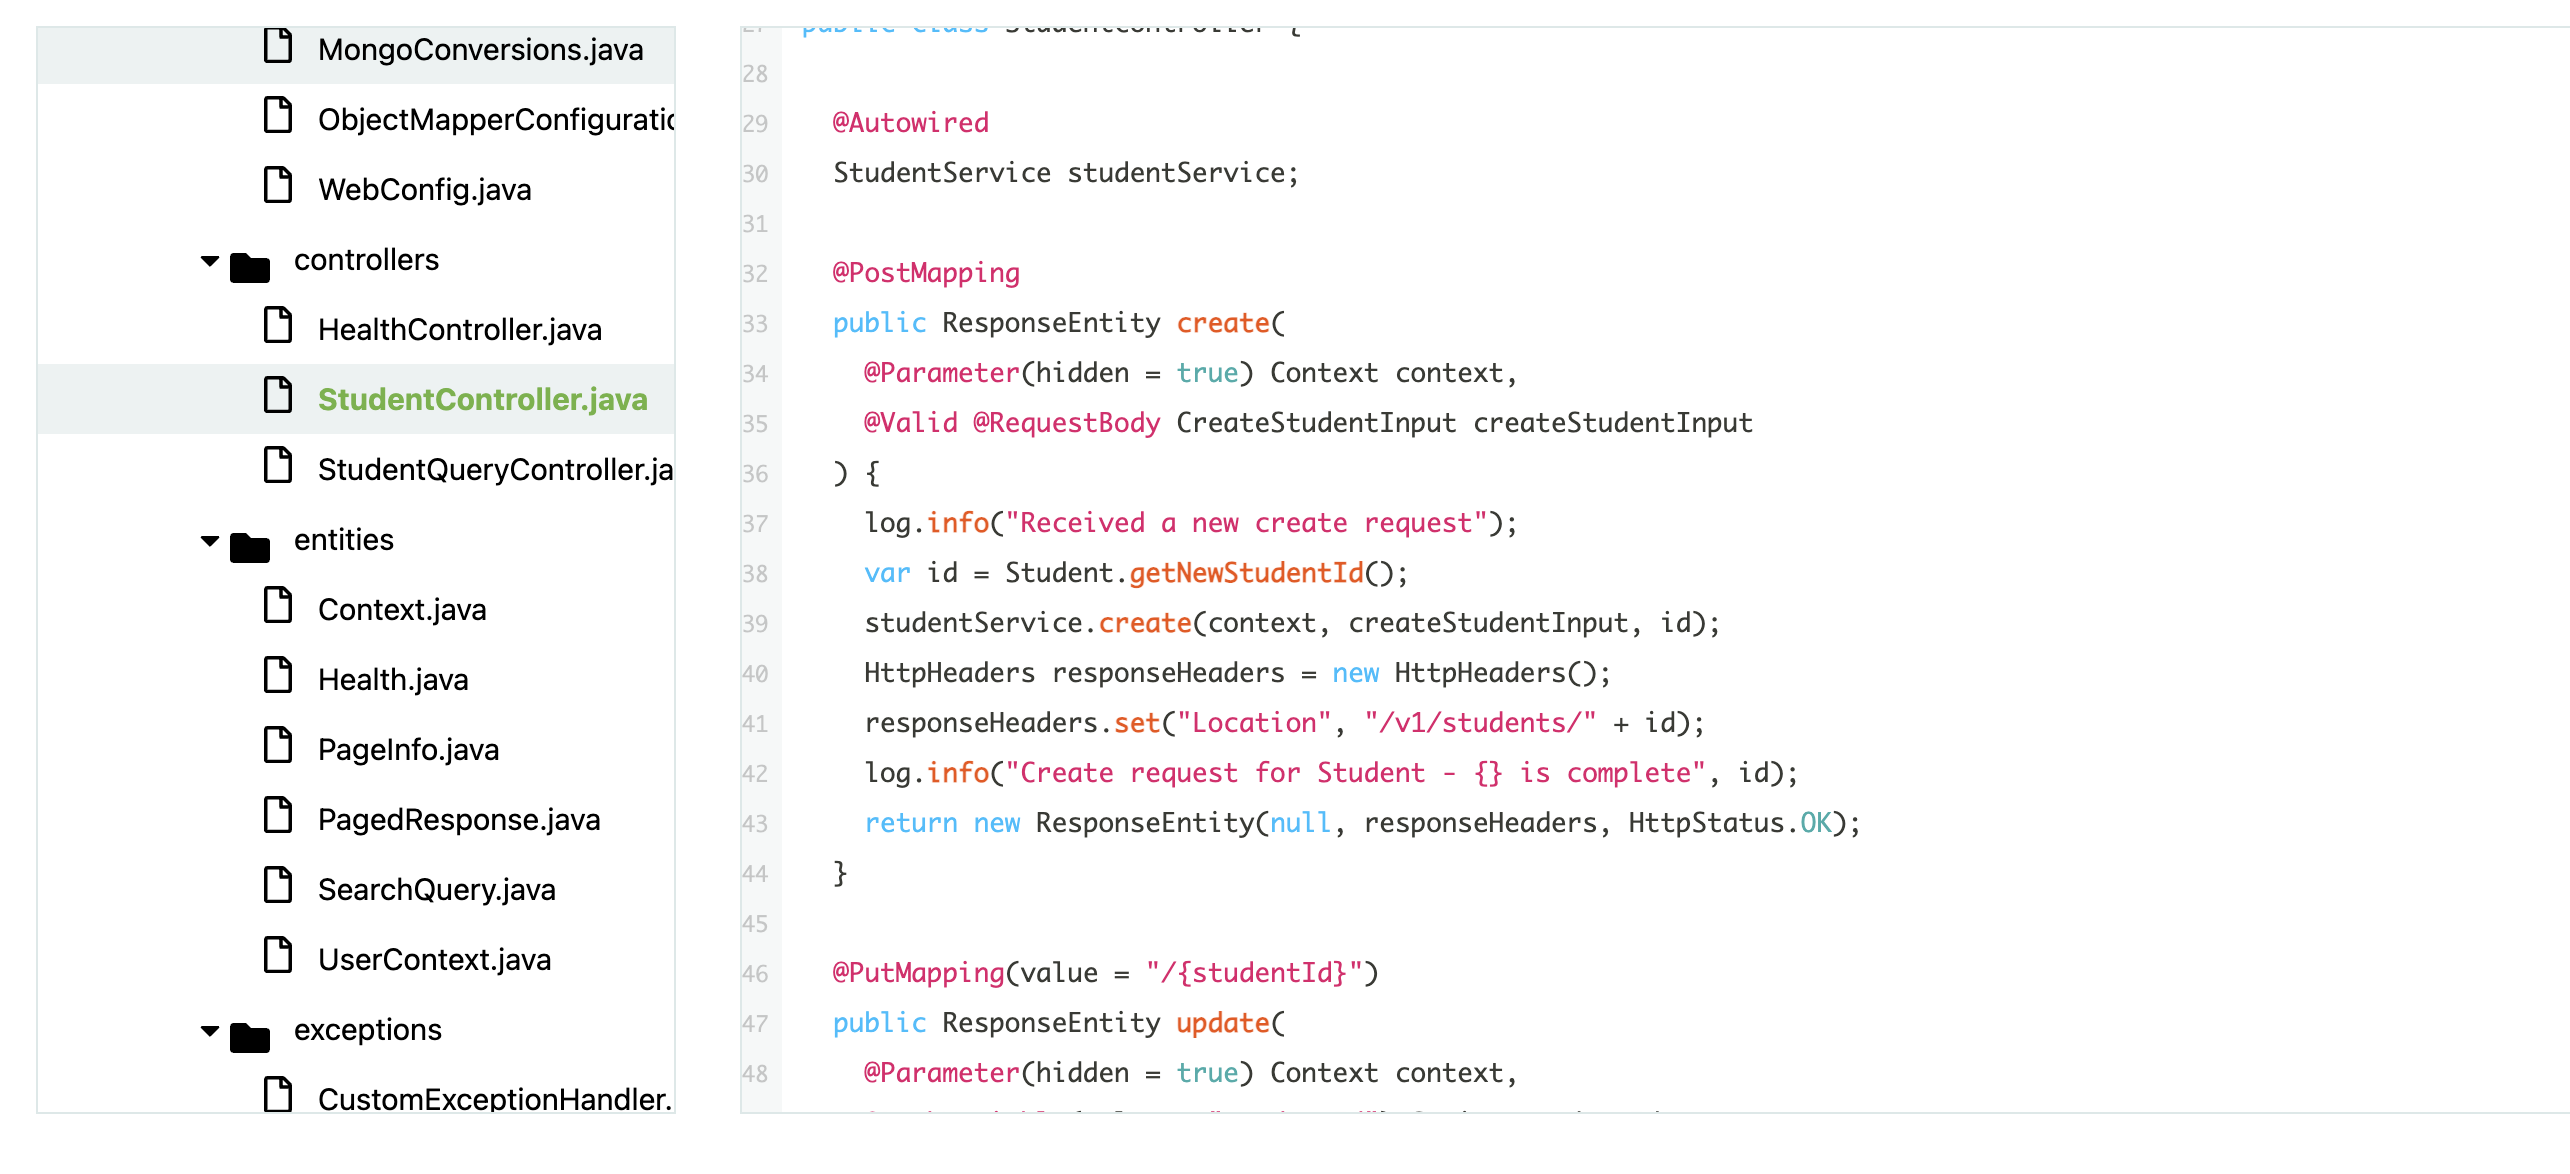 MongoConversions.java
ObjectMapperConfiguratio
WebConfig.java
controllers
HealthController.java
StudentController.java
StudentQueryController.ja
entities
Context.java
Health.java
PageInfo.java
PagedResponse.java
SearchQuery.java
UserContext.java
exceptions
CustomExceptionHandler.
27 public class StudentController {
28
29 @Autowired
30 StudentService studentService;
31
32 @PostMapping
33 public ResponseEntity create(
34 @Parameter(hidden = true) Context context,
35 @Valid @RequestBody CreateStudentInput createStudentInput
36 ) {
37 log.info("Received a new create request");
38 var id = Student.getNewStudentId();
39 studentService.create(context, createStudentInput, id);
40 HttpHeaders responseHeaders = new HttpHeaders();
41 responseHeaders.set("Location", "/v1/students/" + id);
42 log.info("Create request for Student - {} is complete", id);
43 return new ResponseEntity(null, responseHeaders, HttpStatus.OK);
44 }
45
46 @PutMapping(value = "/{studentId}")
47 public ResponseEntity update(
48 @Parameter(hidden = true) Context context,